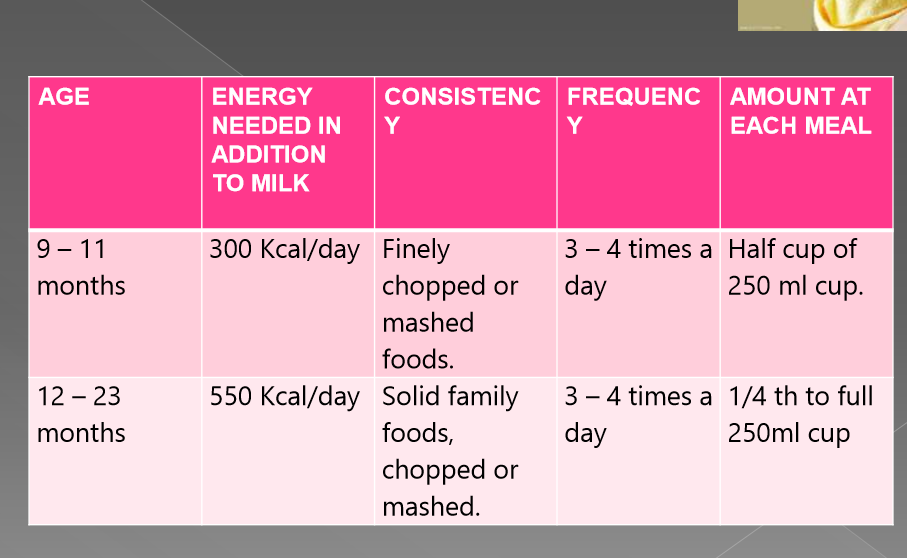 AGE
ENERGY
NEEDED IN
ADDITION
TO MILK
CONSISTENC
Y
FREQUENC
Y
AMOUNT AT
EACH MEAL
9 – 11
months
300 Kcal/day
Finely
chopped or
mashed
foods.
3 – 4 times a
day
Half cup of
250 ml cup.
12 – 23
months
550 Kcal/day
Solid family
foods,
chopped or
mashed.
3 – 4 times a
day
1/4 th to full
250ml cup